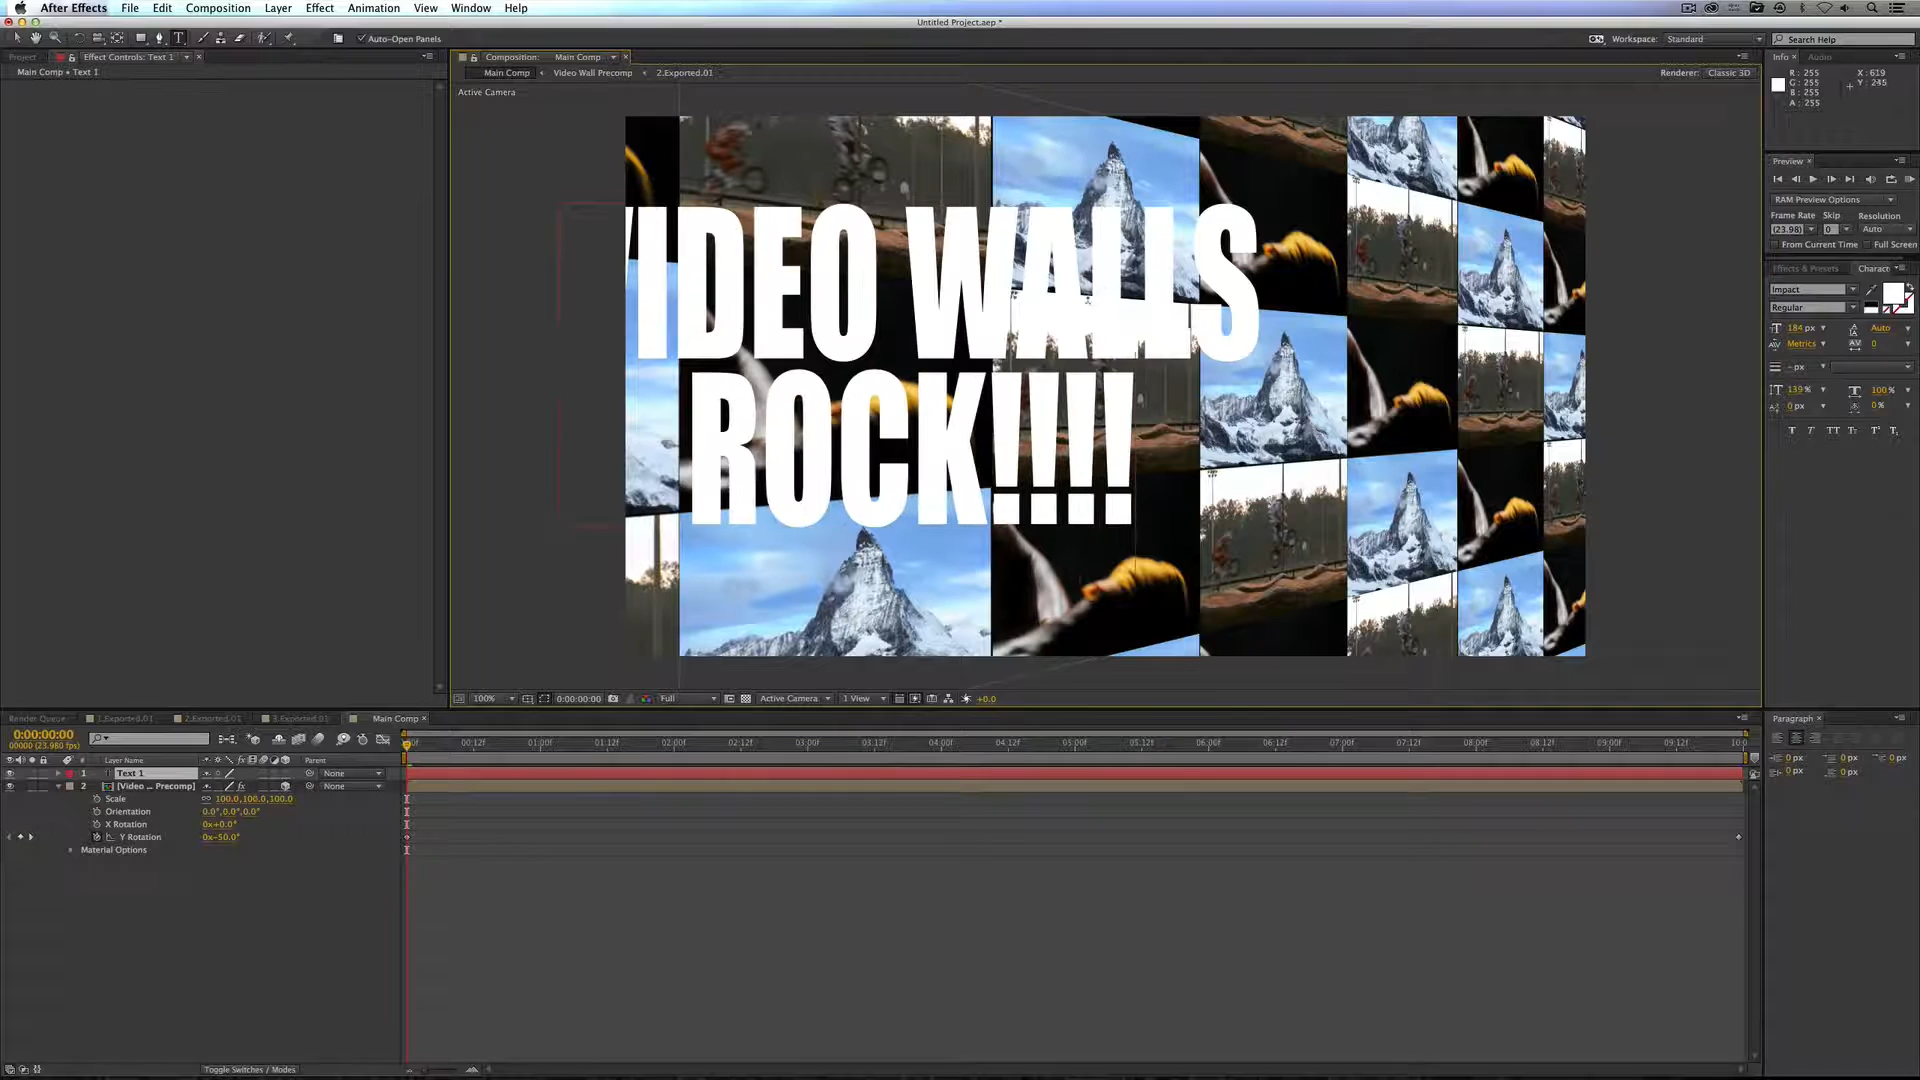 After Effects File Edit Composition Layer Effect Animation View Window Help
Untitled Project.aep *
Auto-Open Panels
Workspace: Standard
Search Help
Project Effect Controls: Text 1
Main Comp • Text 1
Composition: Main Comp
Main Comp Video Wall Precomp 2.Exported.01
Renderer: Classic 3D
Active Camera
VIDEO WALLS
ROCK!!!!
Info Audio
R : 255
G : 255
B : 255
A : 255
X : 619
Y : 245
Preview
RAM Preview Options
Frame Rate Skip Resolution
(23.98) 0 Auto
From Current Time Full Screen
Effects & Presets Charact
Impact
Regular
184 px Auto
Metrics 0
- px
139 % 100 %
0 px 0 %
T T TT Tr T' T,
100% 0:00:00:00 Full Active Camera 1 View +0.0
Render Queue 1.Exported.01 2.Exported.01 3.Exported.01 Main Comp
0:00:00:00
00000 (23.980 fps)
00:12f 01:00f 01:12f 02:00f 02:12f 03:00f 03:12f 04:00f 04:12f 05:00f 05:12f 06:00f 06:12f 07:00f 07:12f 08:00f 08:12f 09:00f 09:12f 10:0
# Layer Name Parent
1 Text 1 None
2 [Video ... Precomp] None
Scale 100.0,100.0,100.0
Orientation 0.0°,0.0°,0.0°
X Rotation 0x+0.0°
Y Rotation 0x-50.0°
Material Options
Toggle Switches / Modes
Paragraph
0 px 0 px 0 px
0 px 0 px